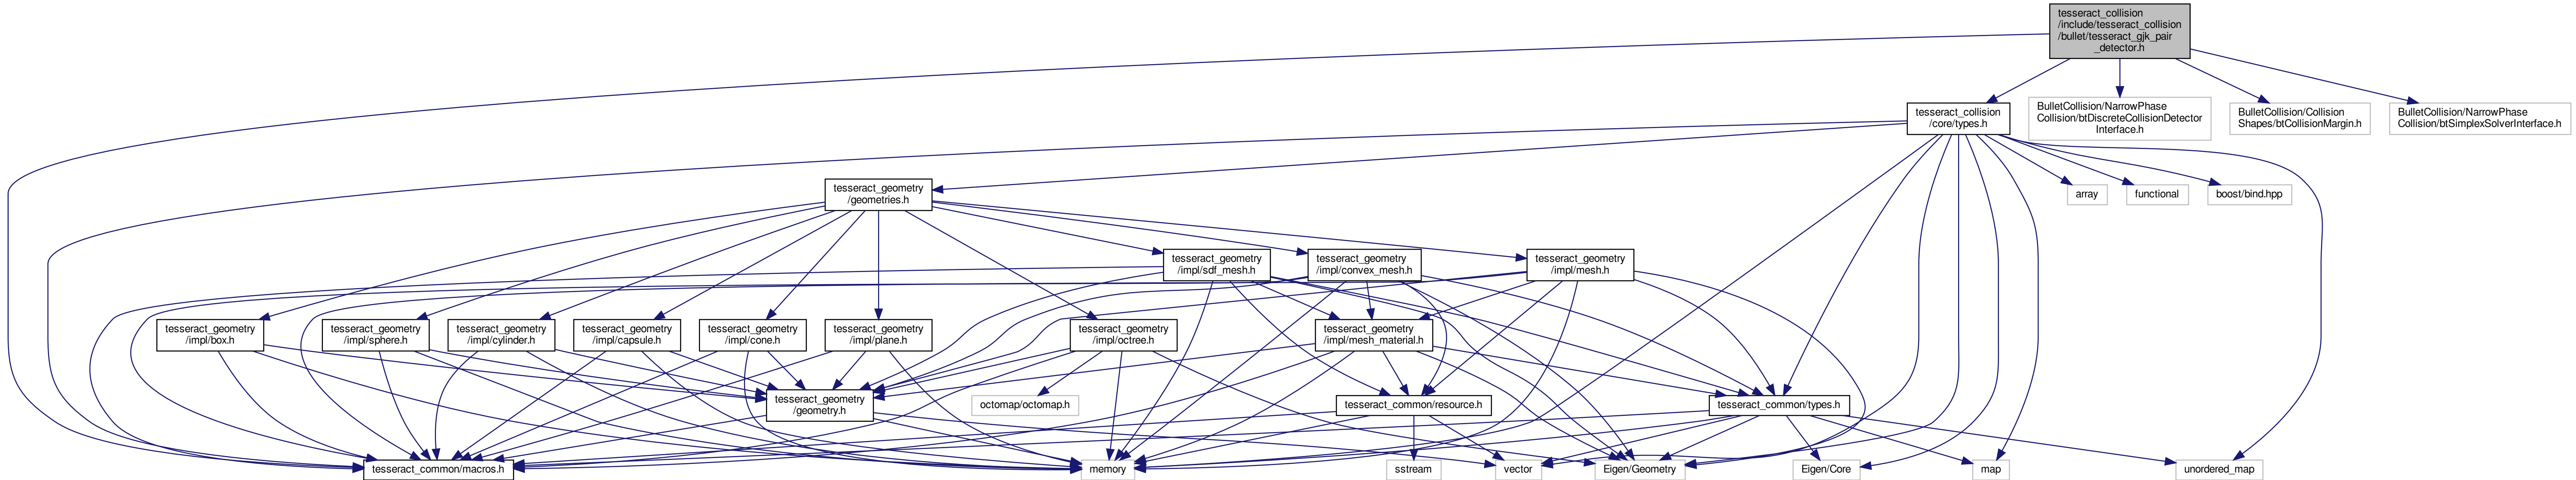 tesseract_collision
/include/tesseract_collision
/bullet/tesseract_gjk_pair
_detector.h
tesseract_collision
/core/types.h
BulletCollision/NarrowPhase
Collision/btDiscreteCollisionDetector
Interface.h
BulletCollision/Collision
Shapes/btCollisionMargin.h
BulletCollision/NarrowPhase
Collision/btSimplexSolverInterface.h
tesseract_geometry
/geometries.h
array
functional
boost/bind.hpp
tesseract_geometry
/impl/sdf_mesh.h
tesseract_geometry
/impl/convex_mesh.h
tesseract_geometry
/impl/mesh.h
tesseract_geometry
/impl/box.h
tesseract_geometry
/impl/sphere.h
tesseract_geometry
/impl/cylinder.h
tesseract_geometry
/impl/capsule.h
tesseract_geometry
/impl/cone.h
tesseract_geometry
/impl/plane.h
tesseract_geometry
/impl/octree.h
tesseract_geometry
/impl/mesh_material.h
tesseract_geometry
/geometry.h
octomap/octomap.h
tesseract_common/resource.h
tesseract_common/types.h
tesseract_common/macros.h
memory
sstream
vector
Eigen/Geometry
Eigen/Core
map
unordered_map